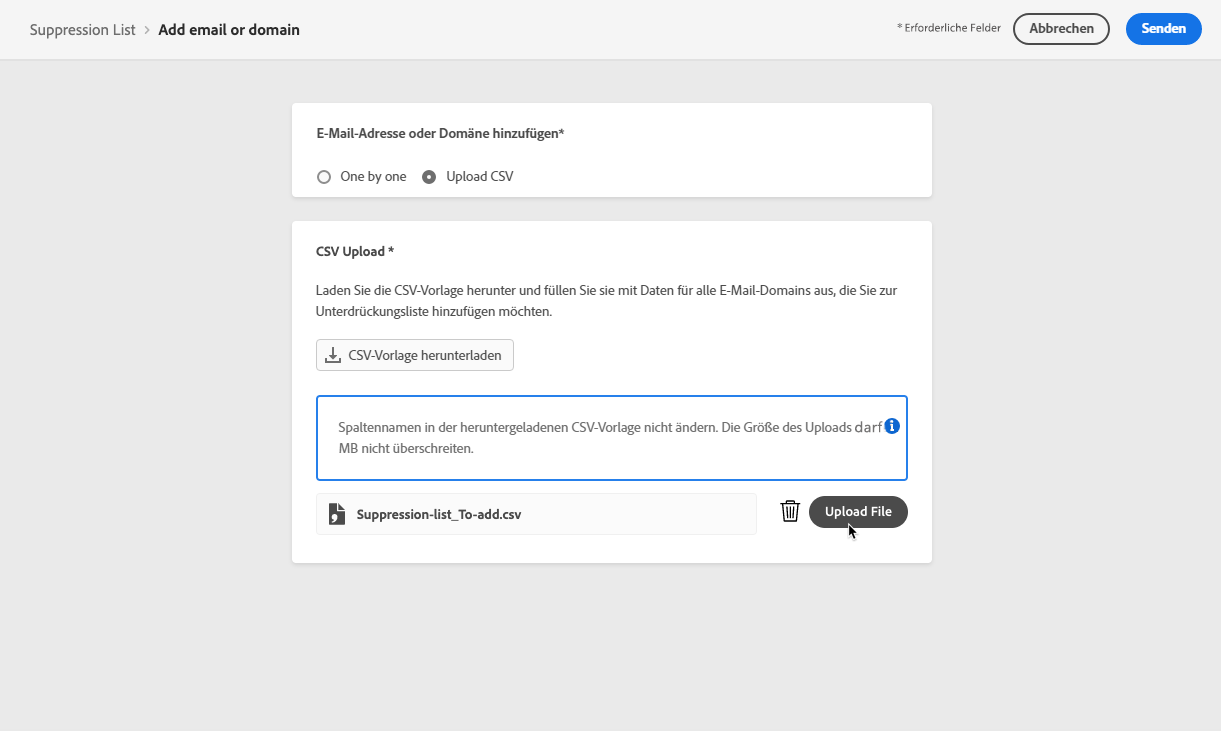 Suppression List > Add email or domain
* Erforderliche Felder
Abbrechen
Senden
E-Mail-Adresse oder Domäne hinzufügen*
One by one
Upload CSV
CSV Upload *
Laden Sie die CSV-Vorlage herunter und füllen Sie sie mit Daten für alle E-Mail-Domains aus, die Sie zur
Unterdrückungsliste hinzufügen möchten.
CSV-Vorlage herunterladen
Spaltennamen in der heruntergeladenen CSV-Vorlage nicht ändern. Die Größe des Uploads darf
MB nicht überschreiten.
Suppression-list_To-add.csv
Upload File